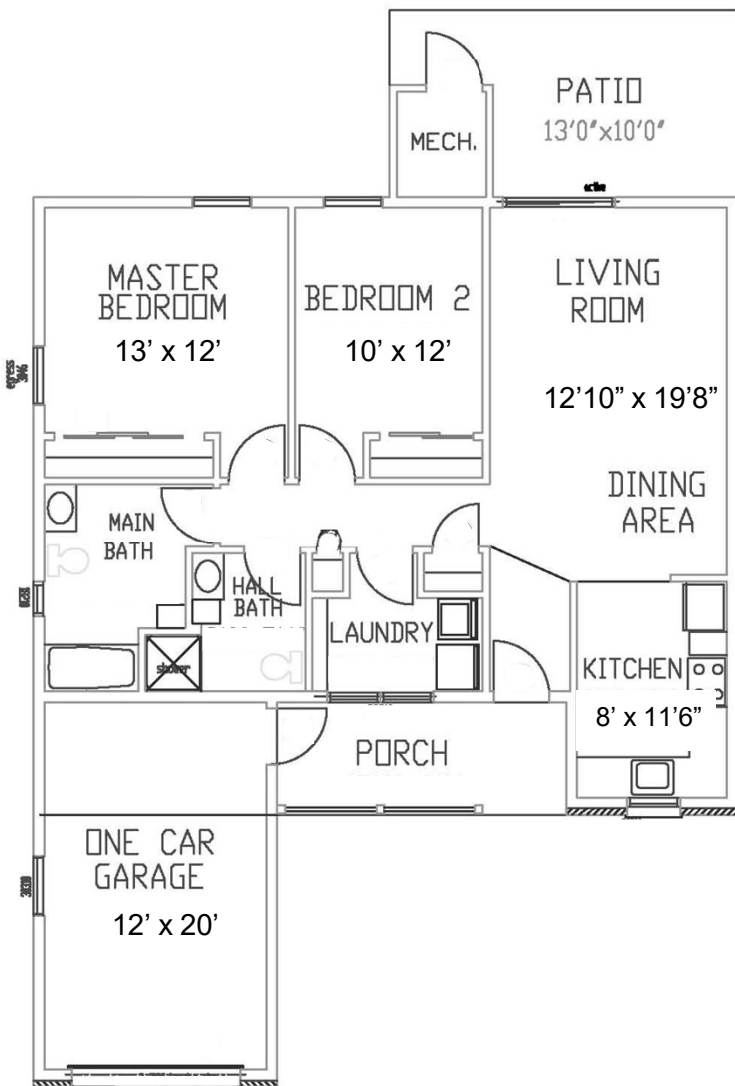 PATIO
13'0"x10'0"
MECH.
active
MASTER
BEDROOM
13’ x 12’
BEDROOM 2
10’ x 12’
LIVING
ROOM
12’10” x 19’8”
egress
DINING
AREA
MAIN
BATH
HALL
BATH
LAUNDRY
shower
KITCHEN
8’ x 11’6”
PORCH
ONE CAR
GARAGE
12’ x 20’